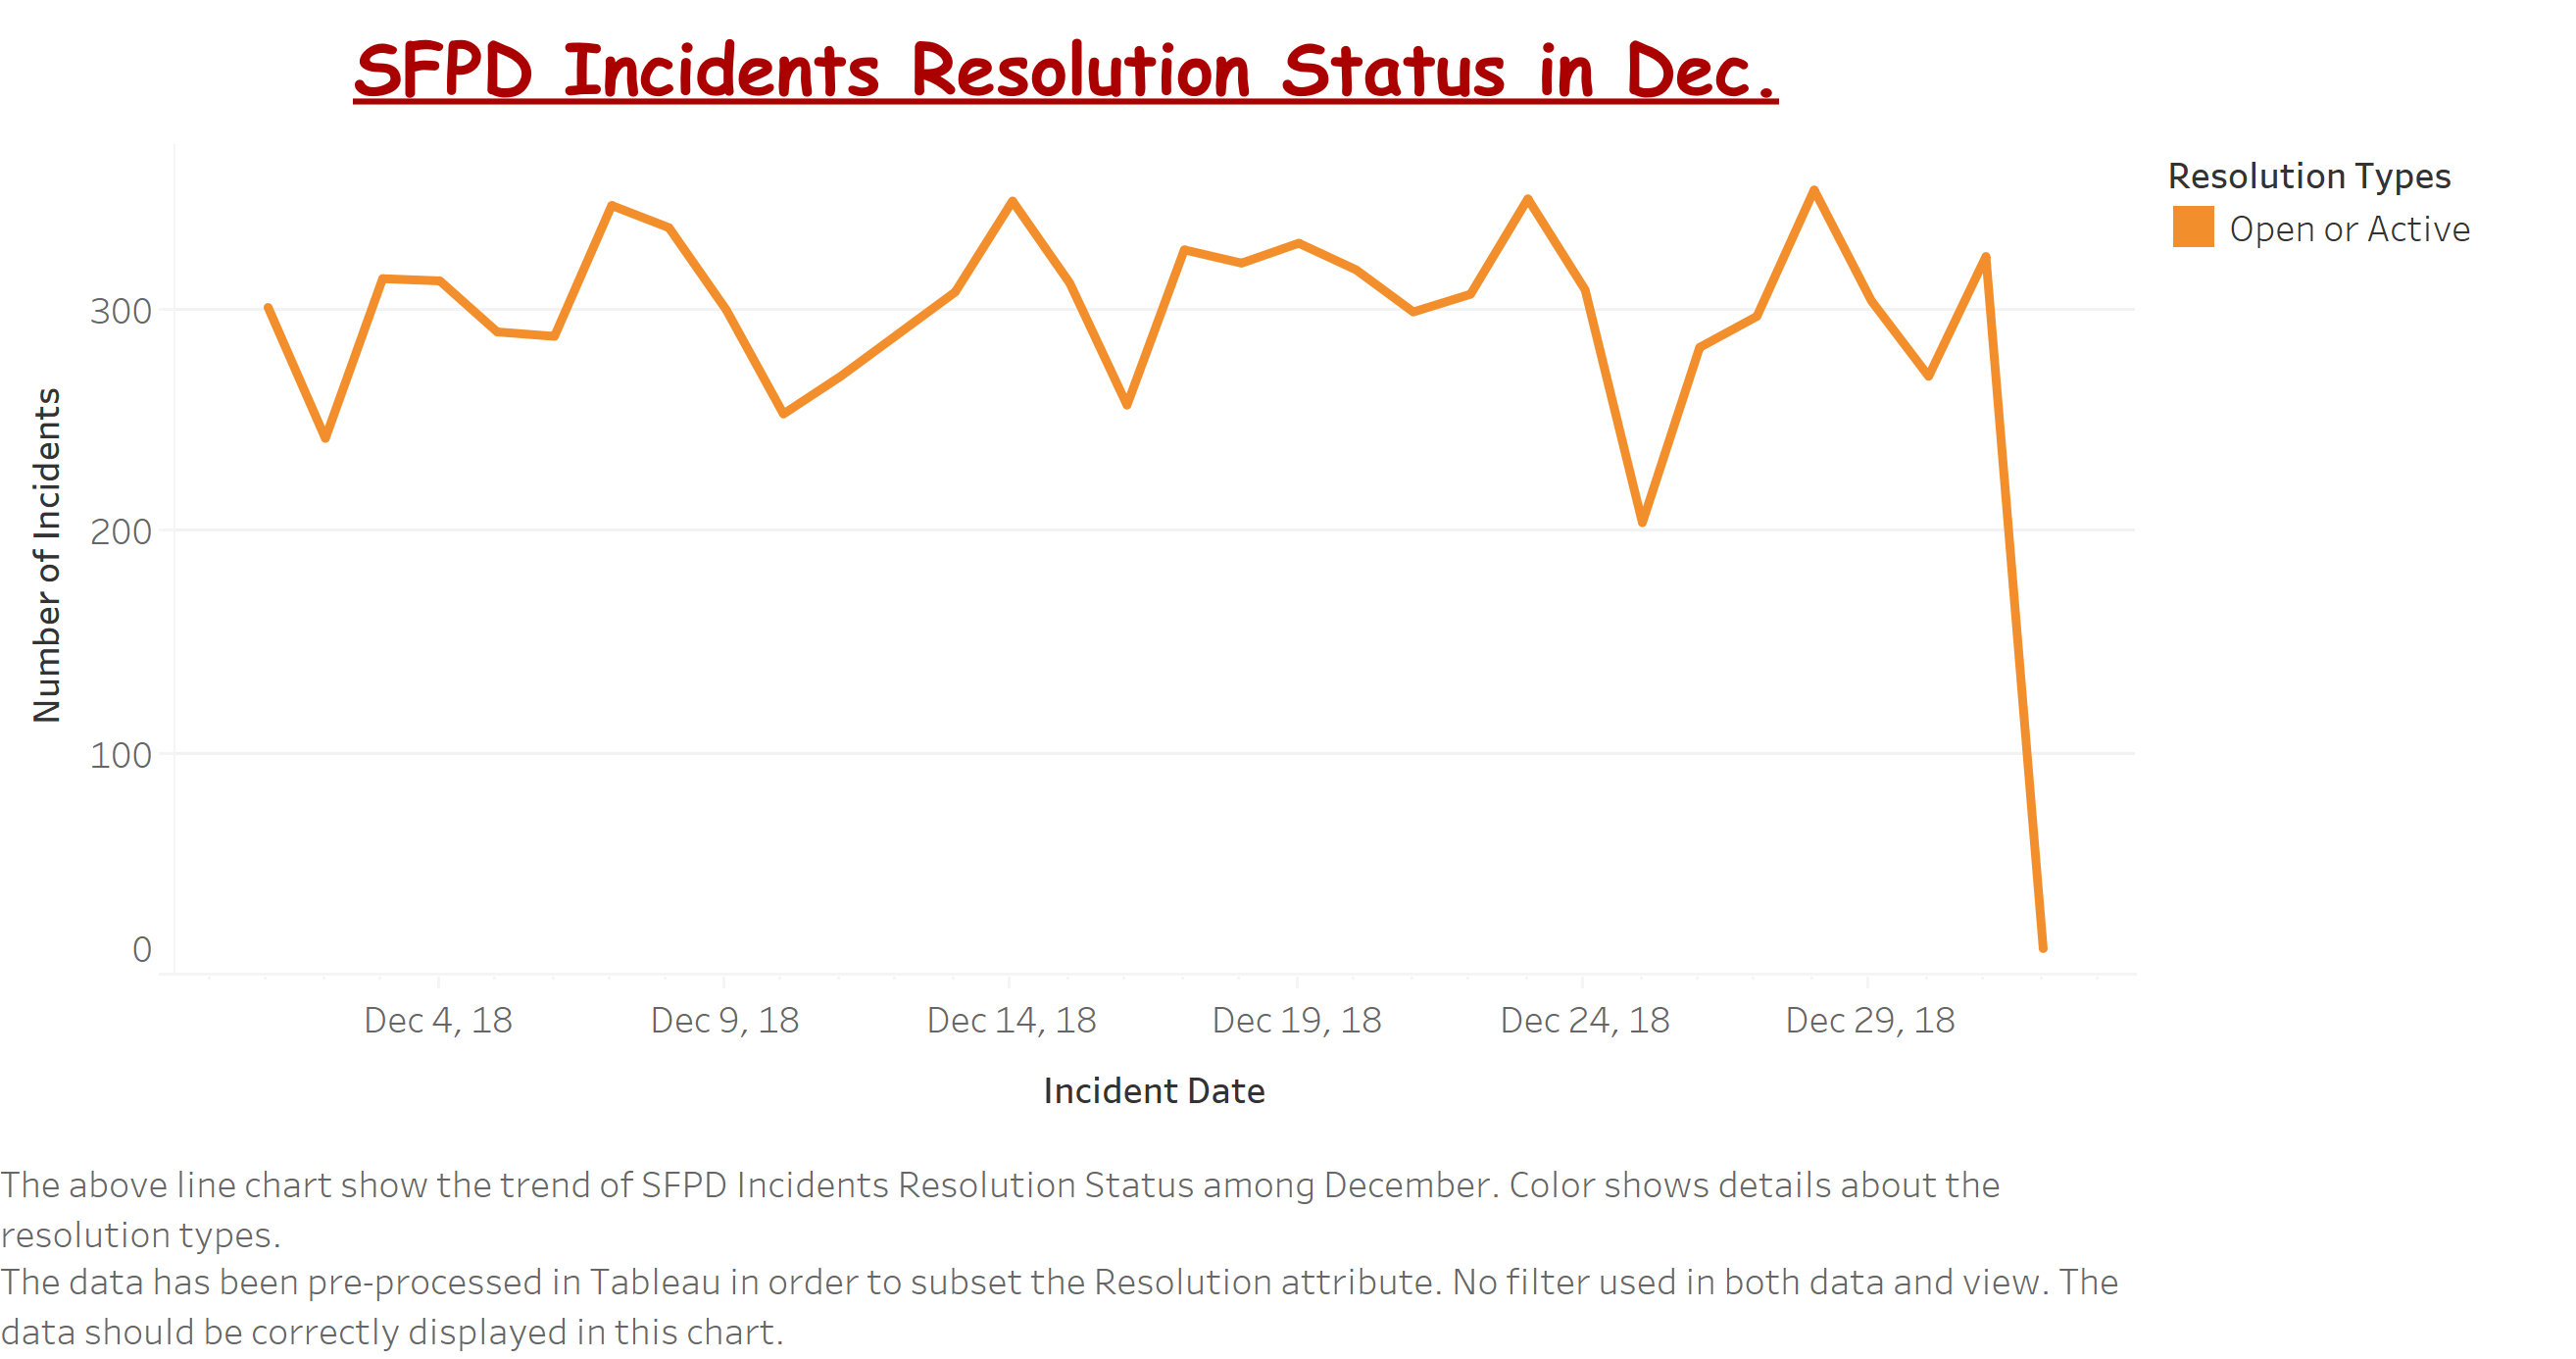 SFPD Incidents Resolution Status in Dec.
Resolution Types
Open or Active
Number of Incidents
300
200
100
0
Dec 4, 18
Dec 9, 18
Dec 14, 18
Dec 19, 18
Dec 24, 18
Dec 29, 18
Incident Date
The above line chart show the trend of SFPD Incidents Resolution Status among December. Color shows details about the
resolution types.
The data has been pre-processed in Tableau in order to subset the Resolution attribute. No filter used in both data and view. The
data should be correctly displayed in this chart.